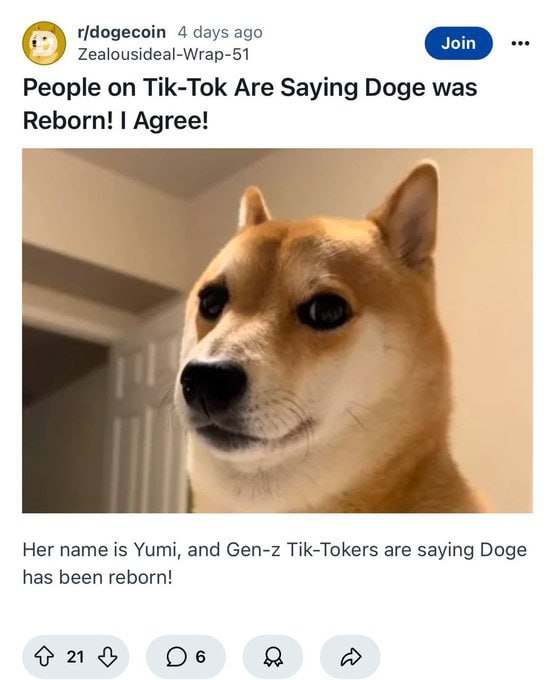 r/dogecoin 4 days ago
Zealousideal-Wrap-51
Join
People on Tik-Tok Are Saying Doge was
Reborn! I Agree!
Her name is Yumi, and Gen-z Tik-Tokers are saying Doge
has been reborn!
21
6